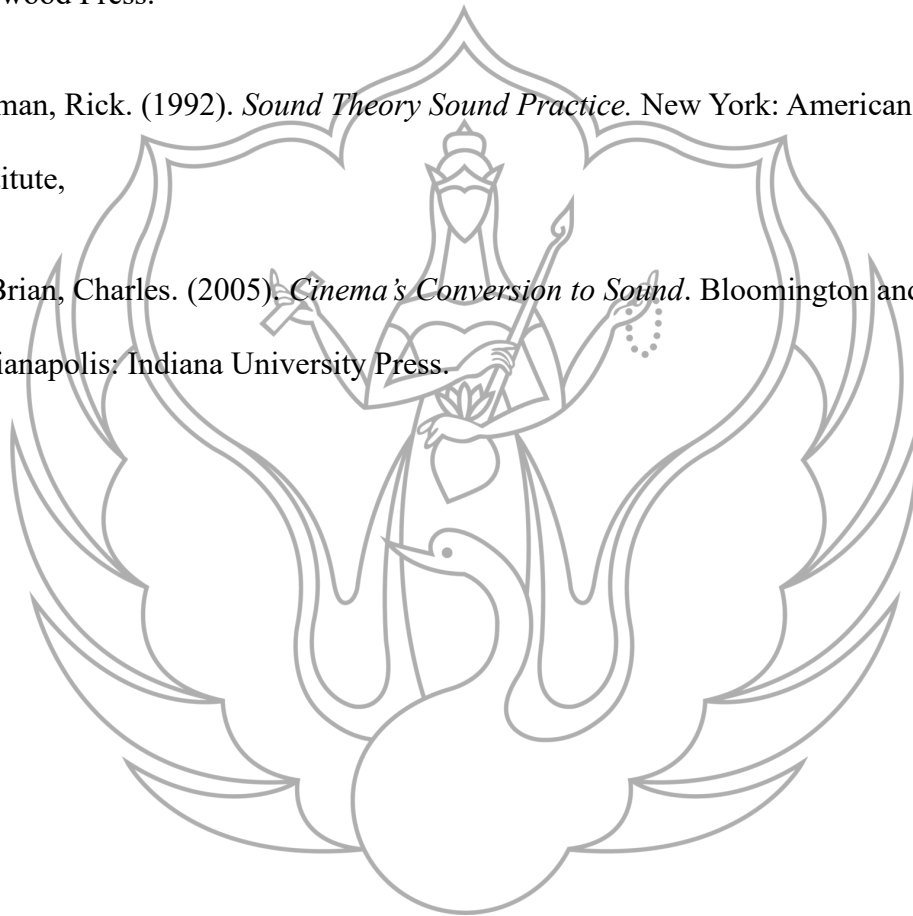 wood Press.
man, Rick. (1992). Sound Theory Sound Practice. New York: American
itute,
Brian, Charles. (2005). Cinema’s Conversion to Sound. Bloomington and
ianapolis: Indiana University Press.